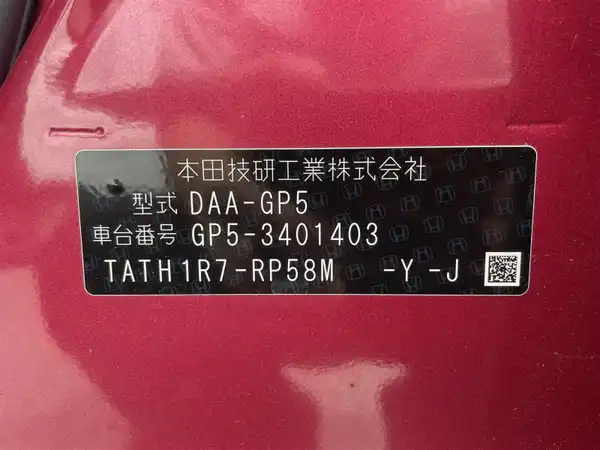 本田技研工業株式会社
型式 DAA-GP5
車台番号 GP5-3401403
TATH1R7-RP58M -Y -J